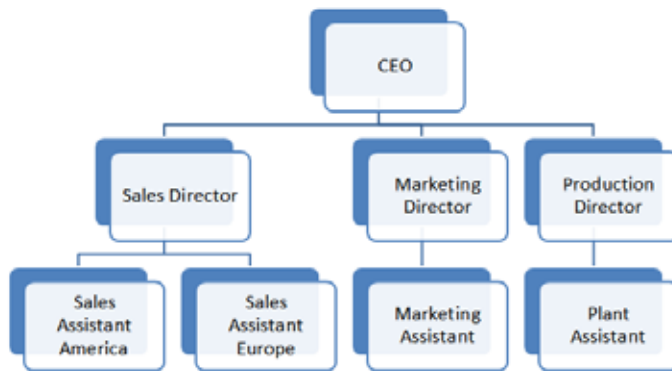 CEO
Sales Director
Marketing
Director
Production
Director
Sales
Assistant
America
Sales
Assistant
Europe
Marketing
Assistant
Plant
Assistant